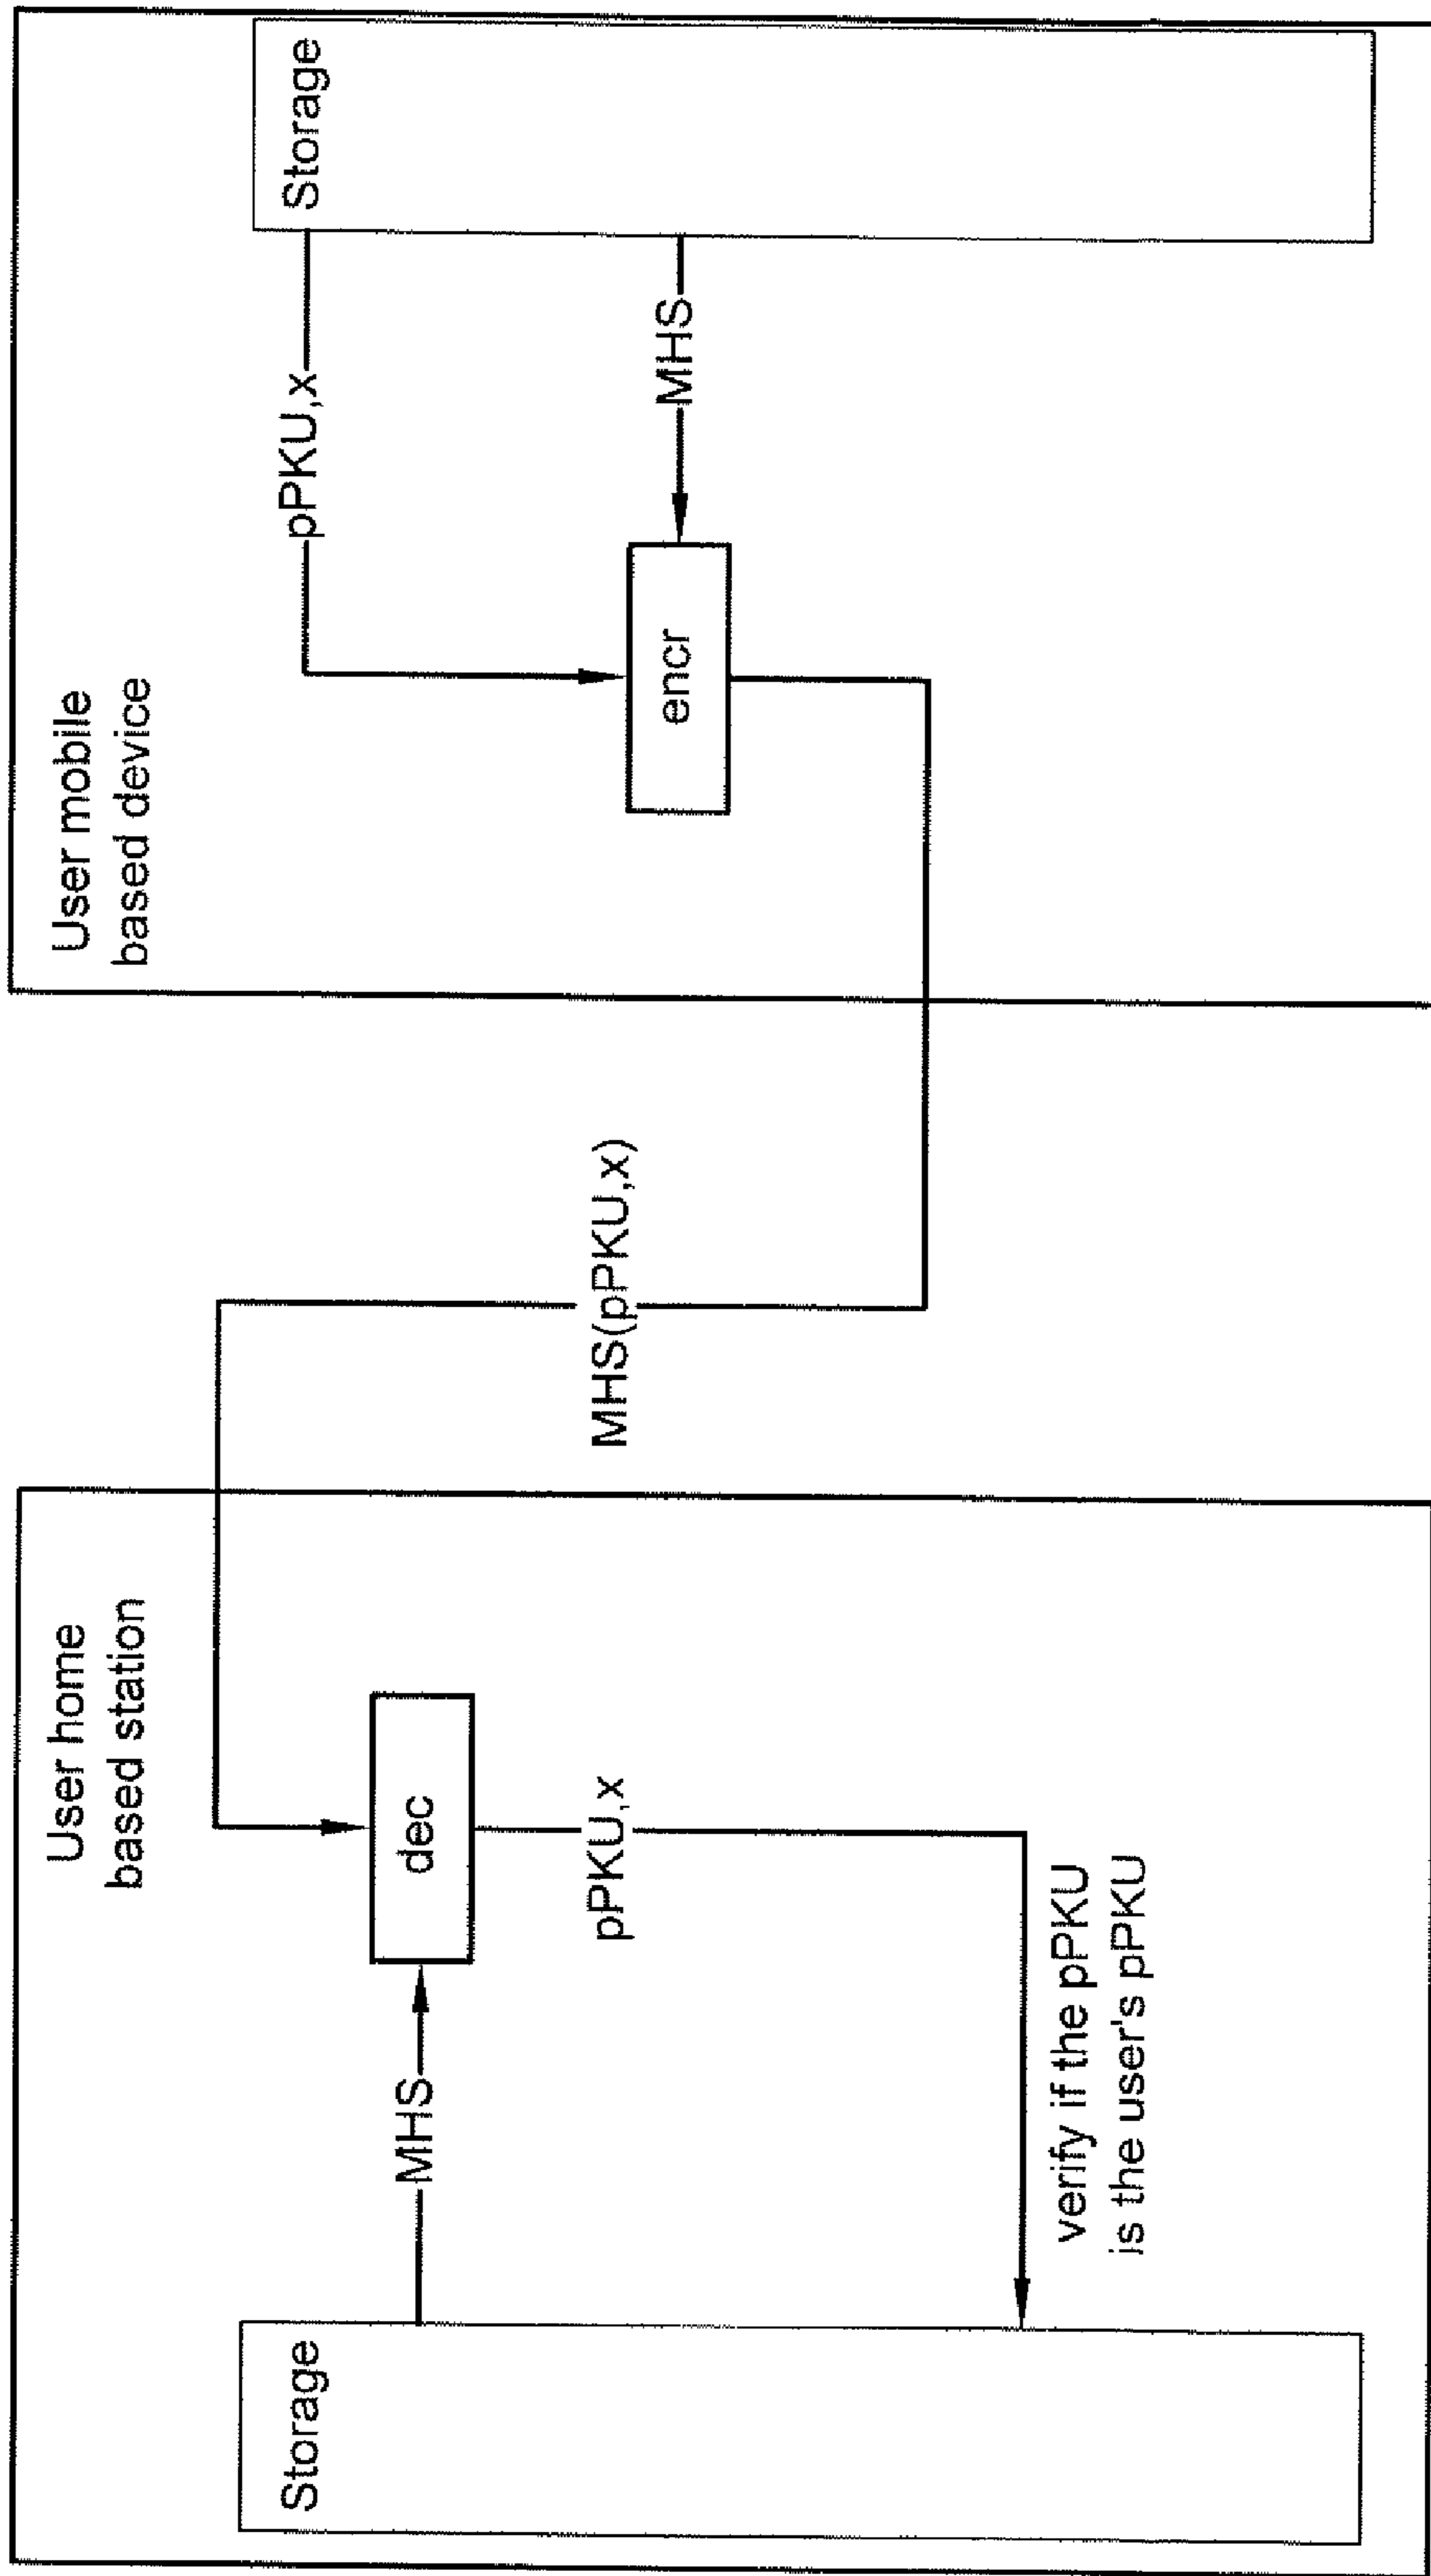 User home
based station
Storage
MHS
dec
pPKU,x
verify if the pPKU
is the user's pPKU
MHS(pPKU,x)
User mobile
based device
pPKU,x
Storage
MHS
encr